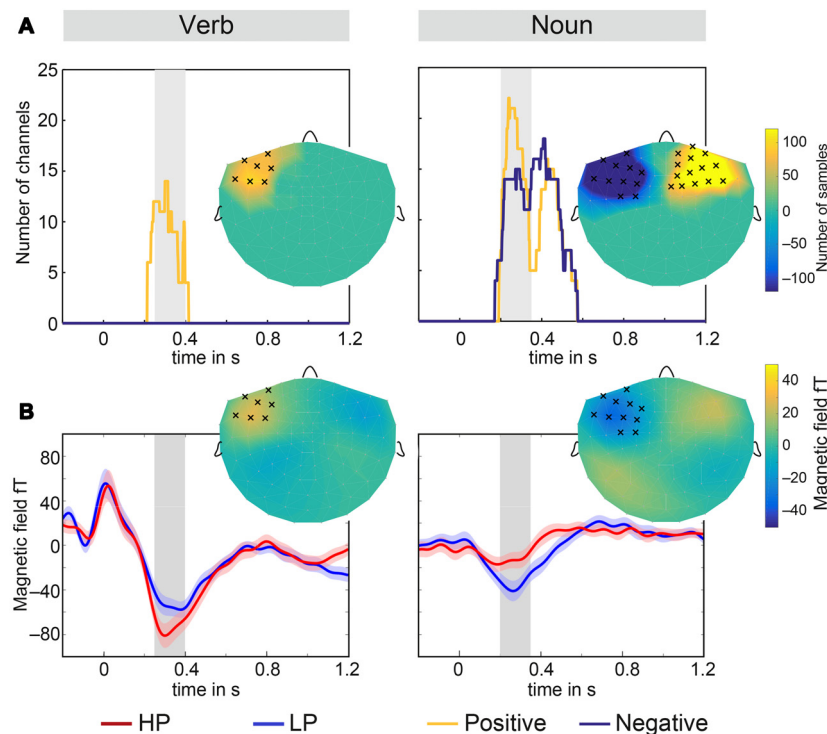 A
Verb
Noun
Number of channels
25
20
15
10
5
0
0
0.4
0.8
1.2
time in s
0
0.4
0.8
1.2
time in s
100
50
0
−50
−100
Number of samples
B
Magnetic field fT
80
40
0
−40
−80
0
0.4
0.8
1.2
time in s
0
0.4
0.8
1.2
time in s
40
20
0
−20
−40
Magnetic field fT
HP
LP
Positive
Negative